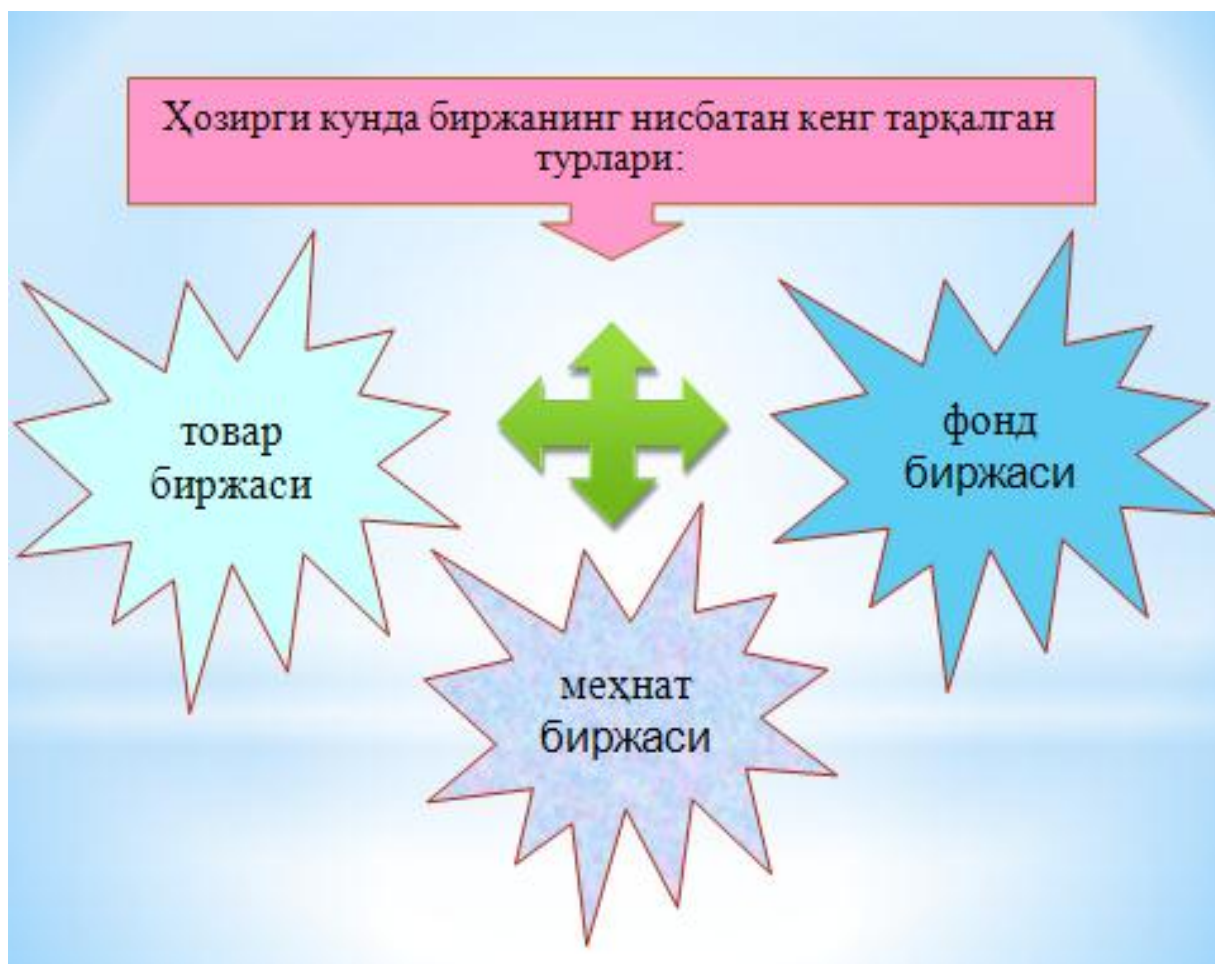 Ҳозирги кунда биржанинг нисбатан кенг тарқалган
турлари:
товар
биржаси
фонд
биржаси
меҳнат
биржаси